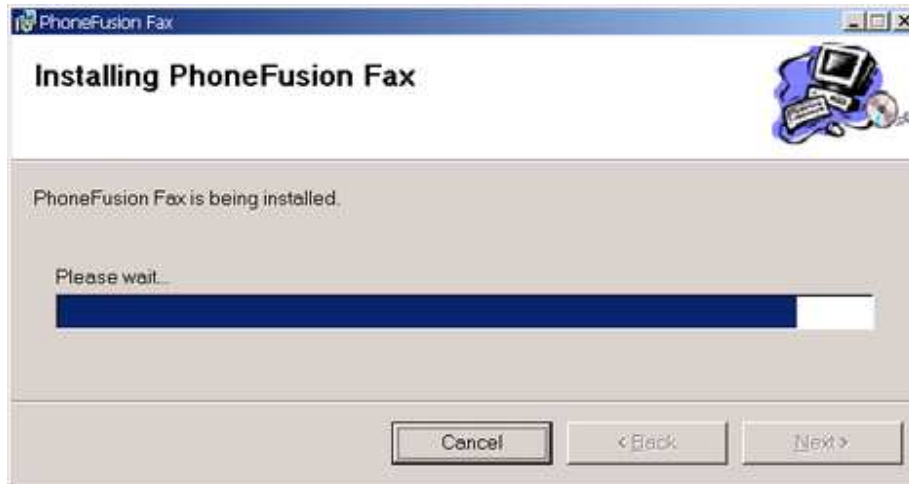 PhoneFusion Fax
Installing PhoneFusion Fax
PhoneFusion Fax is being installed.
Please wait...
Cancel
< Back
Next >